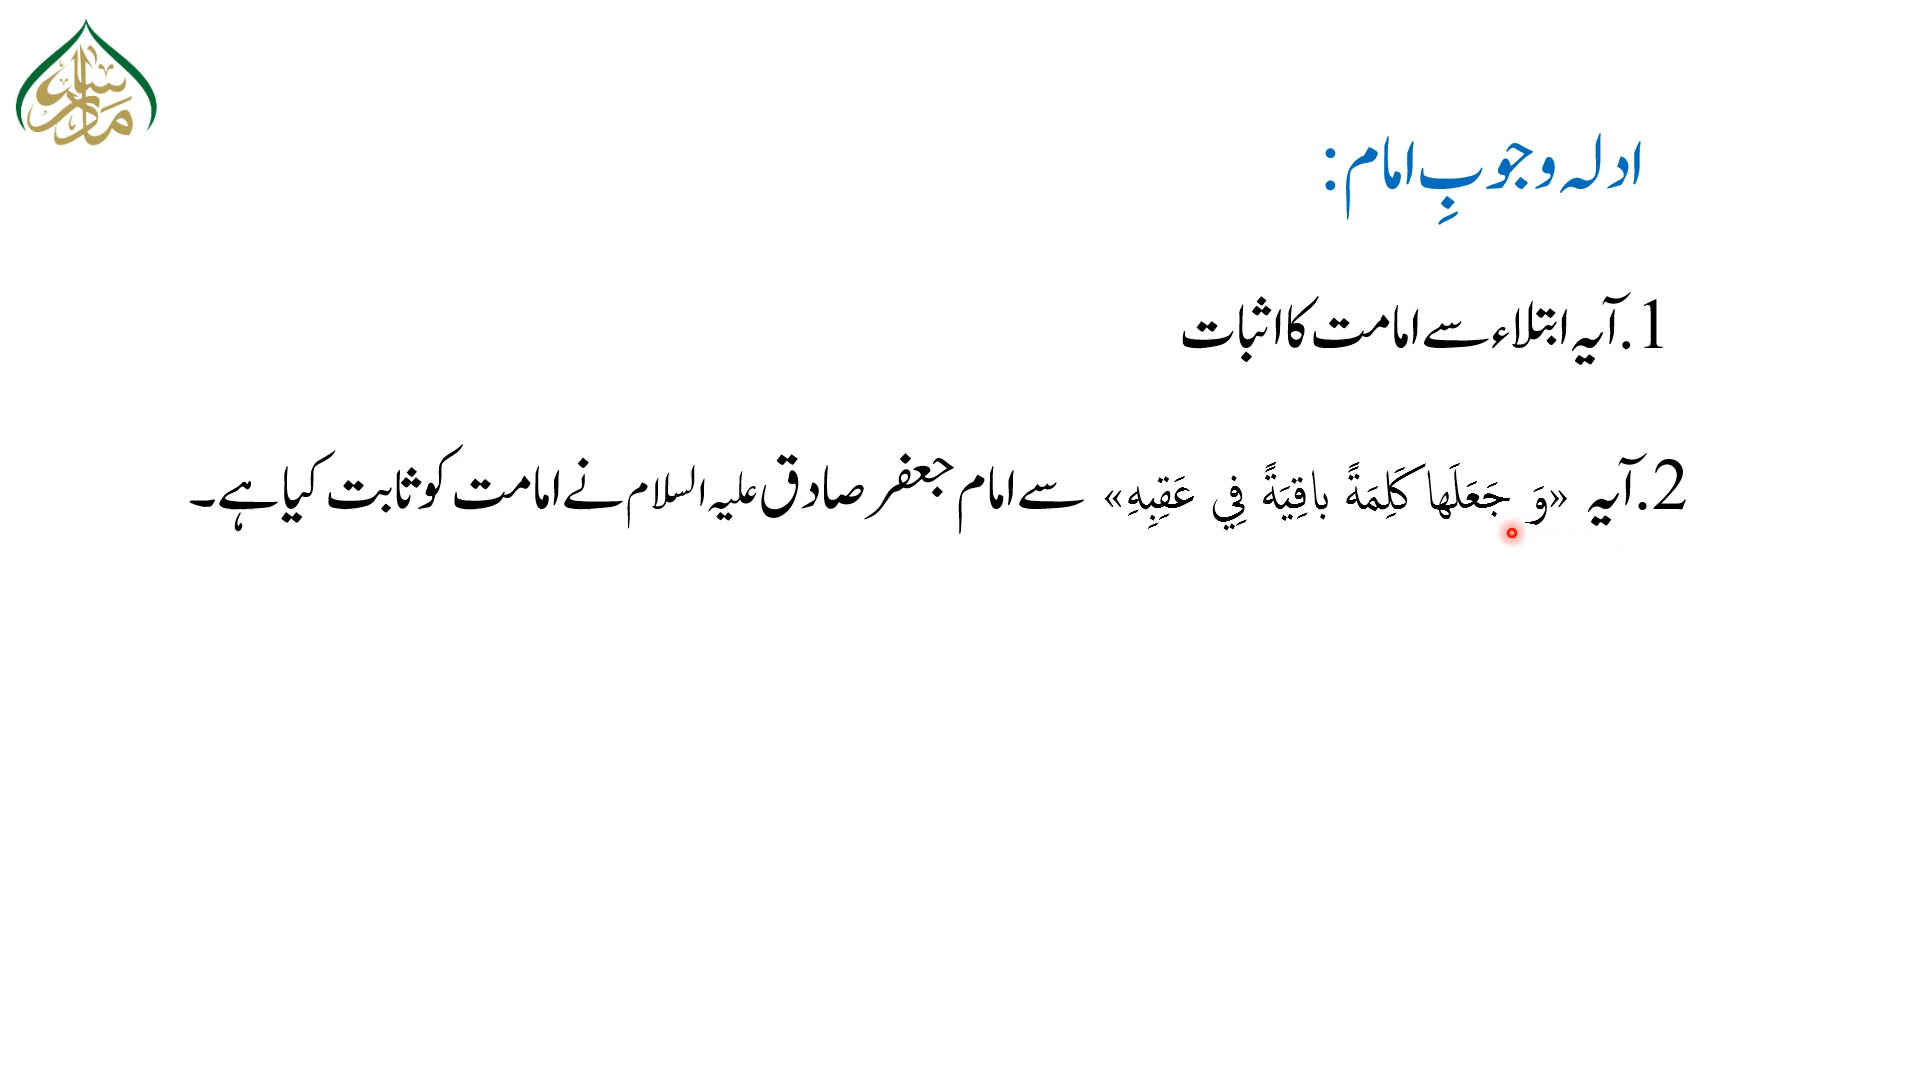 ادلہ وجوبِ امام:
1.آیہ ابتلاء سے امامت کا اثبات
2.آیہ «وَ جَعَلَها كَلِمَةً باقِيَةً فِي عَقِبِهِ» سے امام جعفر صادق علیہ السلام نے امامت کو ثابت کیا ہے۔